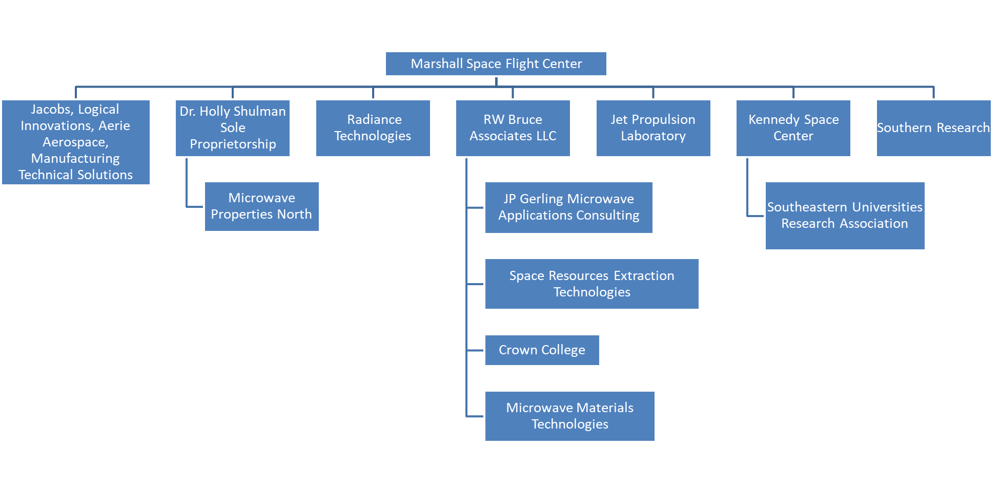 Marshall Space Flight Center
Jacobs, Logical
Innovations, Aerie
Aerospace,
Manufacturing
Technical Solutions
Dr. Holly Shulman
Sole
Proprietorship
Radiance
Technologies
RW Bruce
Associates LLC
Jet Propulsion
Laboratory
Kennedy Space
Center
Southern Research
Microwave
Properties North
JP Gerling Microwave
Applications Consulting
Southeastern Universities
Research Association
Space Resources Extraction
Technologies
Crown College
Microwave Materials
Technologies